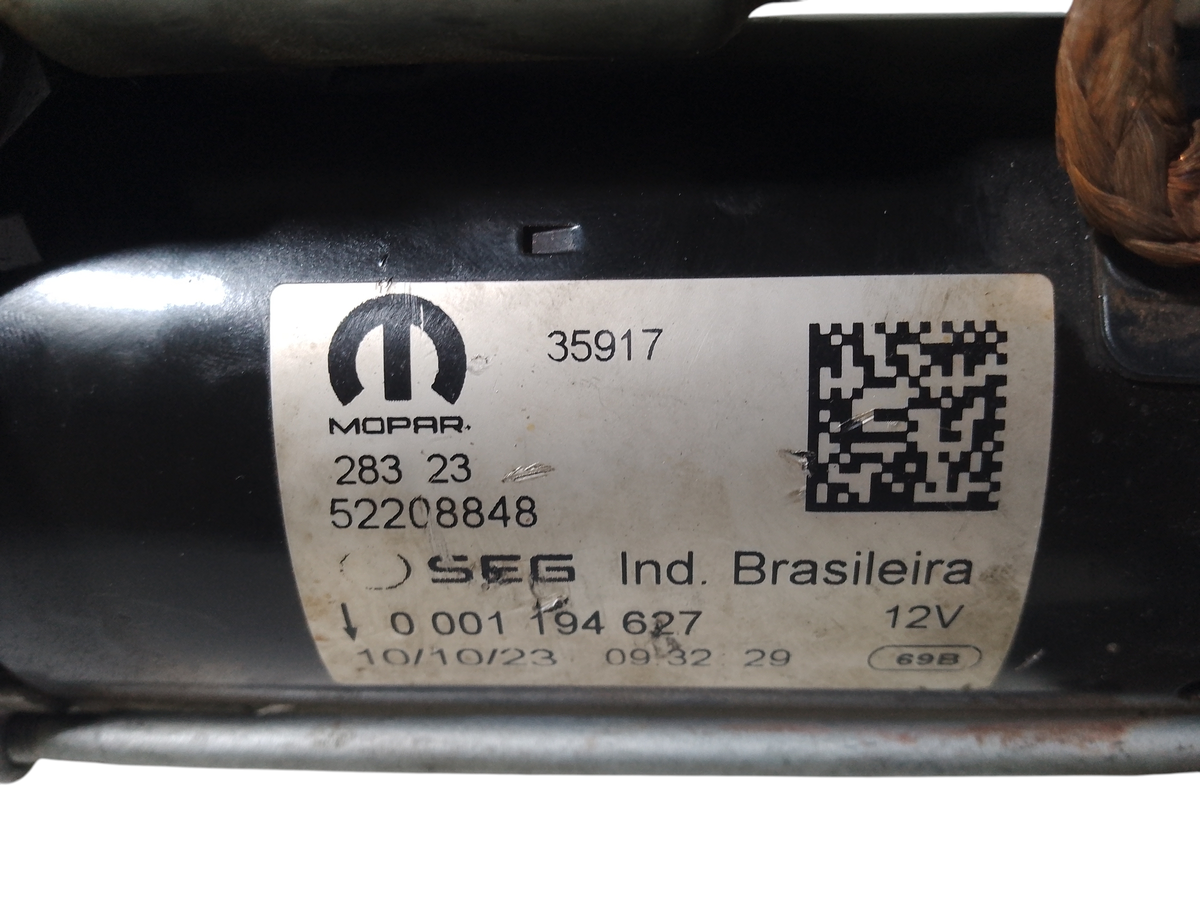 35917
MOPAR
283 23
52208848
SEG Ind. Brasileira
0 001 194 627 12V
10/10/23 09:32:29 69B